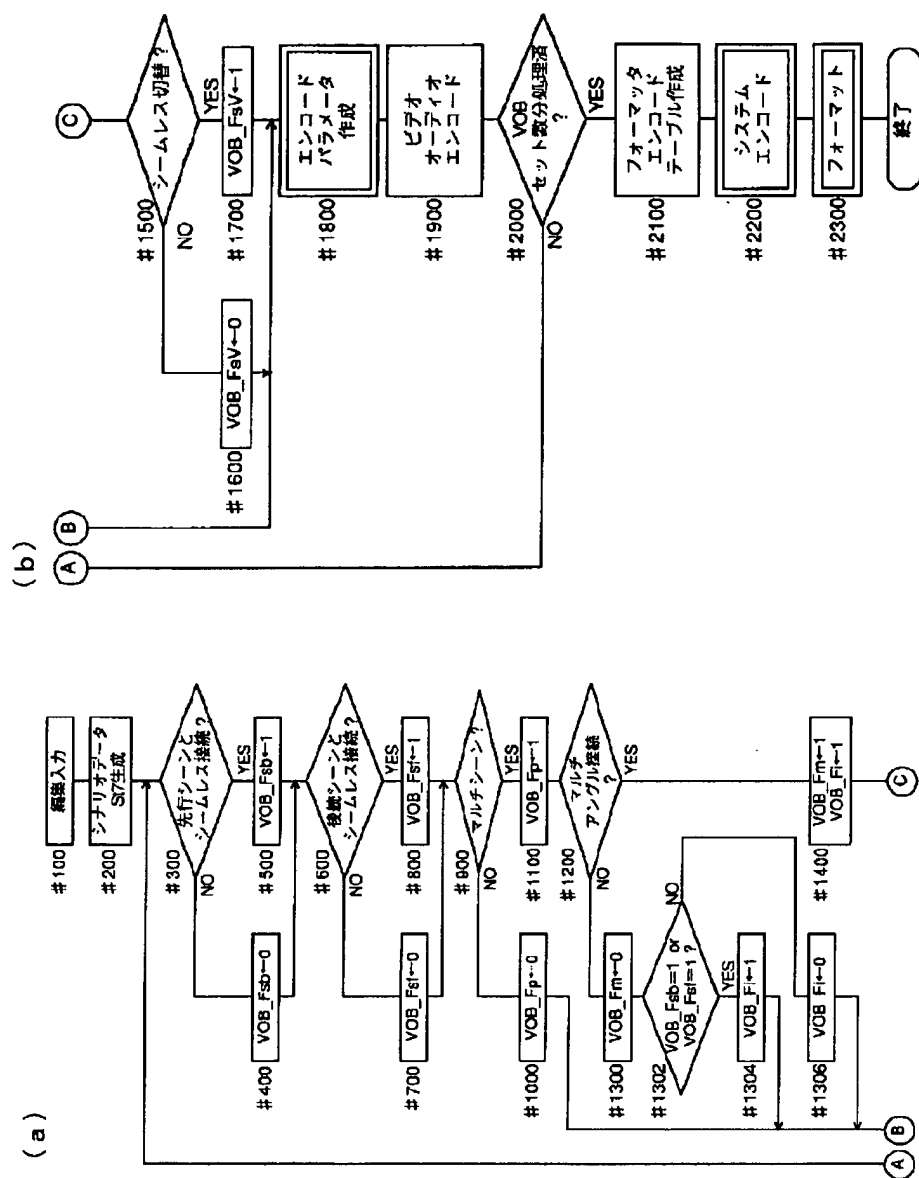 (a)
#100
編集入力
#200
シナリオデータ
St7生成
#300
先行シーンと
シームレス接続?
NO
YES
#400
VOB_Fsb←0
#500
VOB_Fsb←1
#600
後続シーンと
シームレス接続?
NO
YES
#700
VOB_Fsf←0
#800
VOB_Fsf←1
#900
マルチシーン?
NO
YES
#1000
VOB_Fp←0
#1100
VOB_Fp←1
#1200
マルチ
アングル接続
?
NO
YES
#1300
VOB_Fm←0
#1302
VOB_Fsb=1 or
VOB_Fsf=1?
NO
YES
#1304
VOB_Fi←1
#1306
VOB_Fi←0
#1400
VOB_Fm←1
VOB_Fi←1
A
B
C
(b)
A
B
C
#1500
シームレス切替?
NO
YES
#1600
VOB_FsV←0
#1700
VOB_FsV←1
#1800
エンコード
パラメータ
作成
#1900
ビデオ
オーディオ
エンコード
#2000
VOB
セット数分処理済
?
NO
YES
#2100
フォーマッタ
エンコード
テーブル作成
#2200
システム
エンコード
#2300
フォーマット
終了